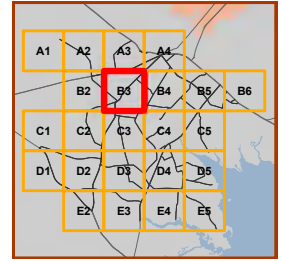 A1 A2 A3 A4
B2 B3 B4 B5 B6
C1 C2 C3 C4 C5
D1 D2 D3 D4 D5
E2 E3 E4 E5